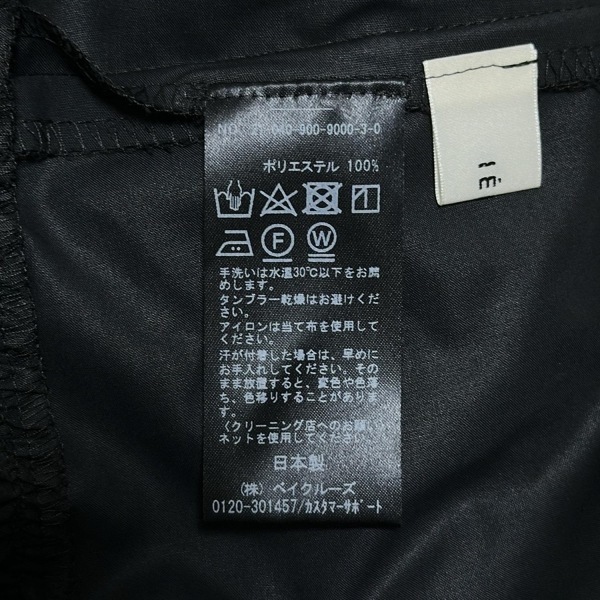 NO 21-040-900-9000-3-0
ポリエステル 100%
F W
手洗いは水温30℃以下をお勧
めします。
タンブラー乾燥はお避けくださ
い。
アイロンは当て布を使用して
ください。
汗が付着した場合は、早めに
お手入れしてください。その
まま放置すると、変色や色落
ち、色移りすることがありま
す。
〈クリーニング店へのお願い〉
ネットを使用してください。
日本製
(株) ベイクルーズ
0120-301457/カスタマーサポート